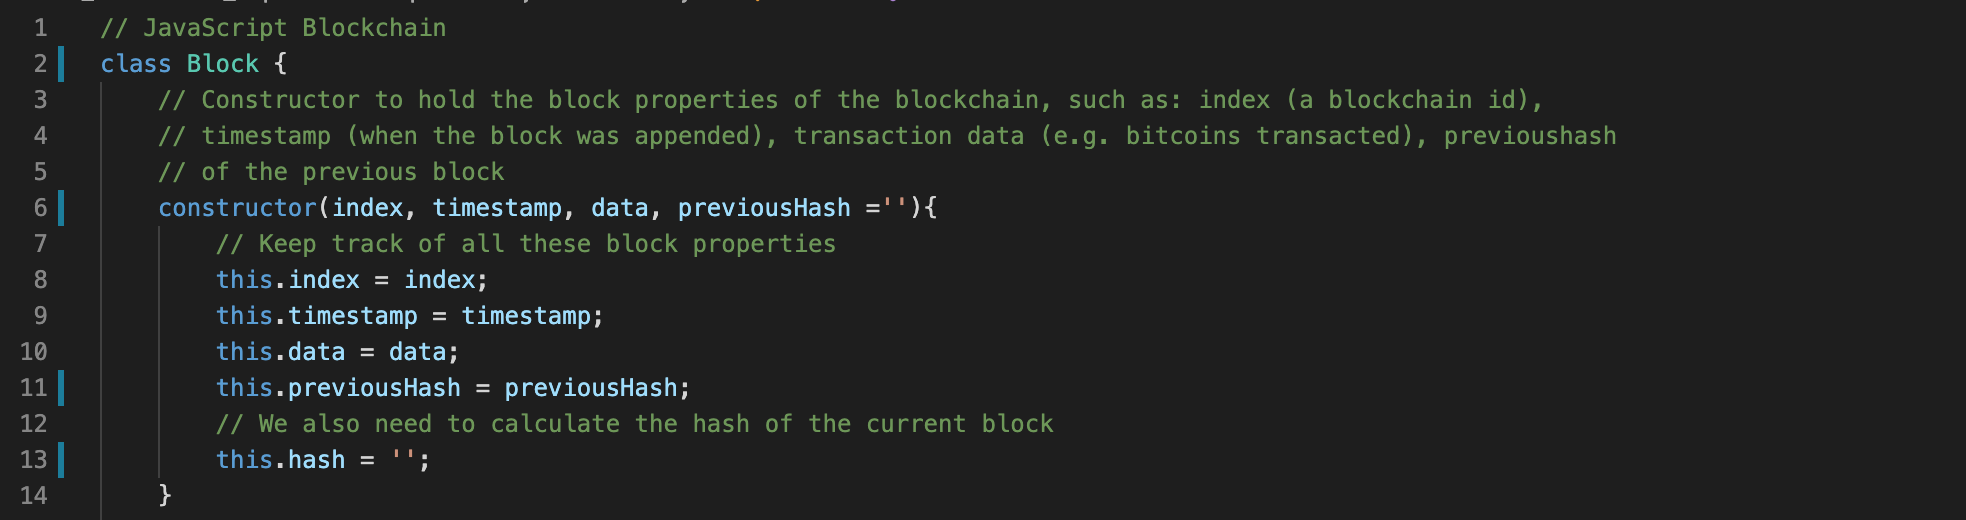 1 // JavaScript Blockchain
2 class Block {
3 // Constructor to hold the block properties of the blockchain, such as: index (a blockchain id),
4 // timestamp (when the block was appended), transaction data (e.g. bitcoins transacted), previoushash
5 // of the previous block
6 constructor(index, timestamp, data, previousHash =''){
7 // Keep track of all these block properties
8 this.index = index;
9 this.timestamp = timestamp;
10 this.data = data;
11 this.previousHash = previousHash;
12 // We also need to calculate the hash of the current block
13 this.hash = '';
14 }